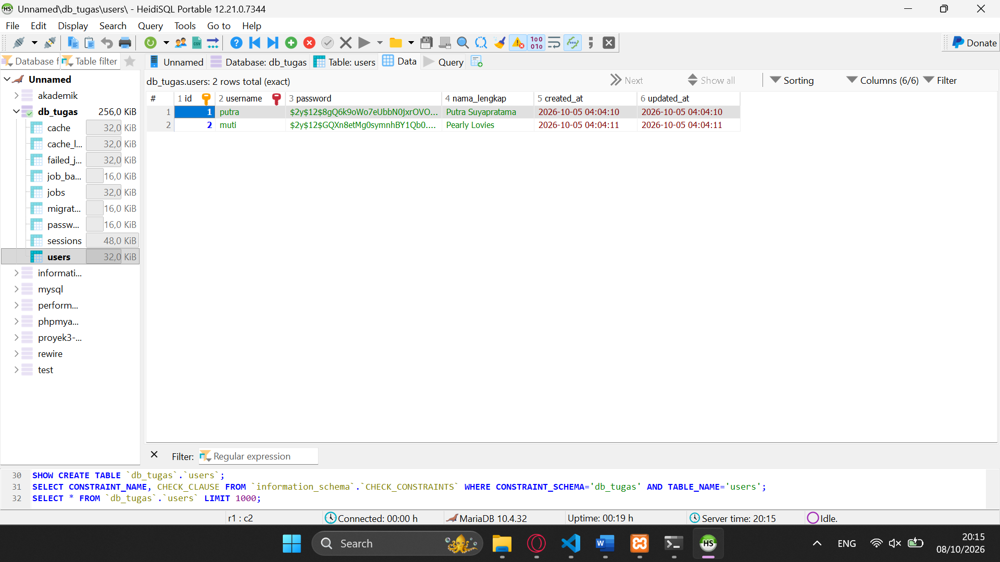 Unnamed\db_tugas\users\ - HeidiSQL Portable 12.21.0.7344
File Edit Display Search Query Tools Go to Help
Donate
Database f Table filter
Unnamed Database: db_tugas Table: users Data Query
Unnamed
akademik
db_tugas 256,0 KiB
cache 32,0 KiB
cache_l... 32,0 KiB
failed_j... 32,0 KiB
job_ba... 16,0 KiB
jobs 32,0 KiB
migrat... 16,0 KiB
passw... 16,0 KiB
sessions 48,0 KiB
users 32,0 KiB
informati...
mysql
perform...
phpmya...
proyek3-...
rewire
test
db_tugas.users: 2 rows total (exact) Next Show all Sorting Columns (6/6) Filter
# 1 id 2 username 3 password 4 nama_lengkap 5 created_at 6 updated_at
1 1 putra $2y$12$8gQ6k9oWo7eUbbN0jxrOVO... Putra Suyapratama 2026-10-05 04:04:10 2026-10-05 04:04:10
2 2 muti $2y$12$GQXn8etMg0symnhBY1Qb0.... Pearly Lovies 2026-10-05 04:04:11 2026-10-05 04:04:11
Filter: Regular expression
30 SHOW CREATE TABLE `db_tugas`.`users`;
31 SELECT CONSTRAINT_NAME, CHECK_CLAUSE FROM `information_schema`.`CHECK_CONSTRAINTS` WHERE CONSTRAINT_SCHEMA='db_tugas' AND TABLE_NAME='users';
32 SELECT * FROM `db_tugas`.`users` LIMIT 1000;
r1 : c2 Connected: 00:00 h MariaDB 10.4.32 Uptime: 00:19 h Server time: 20:15 Idle.
Search
ENG
20:15
08/10/2026